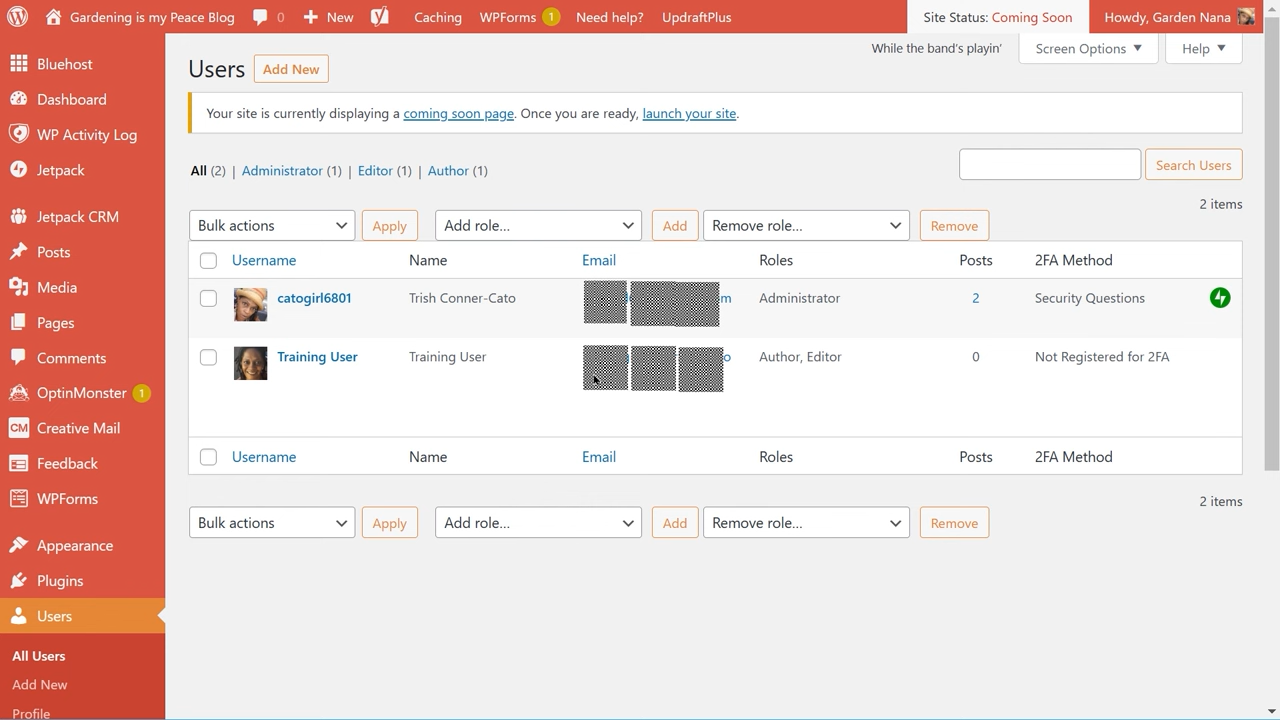 Gardening is my Peace Blog 0 New Caching WPForms 1 Need help? UpdraftPlus Site Status: Coming Soon Howdy, Garden Nana
While the band's playin' Screen Options Help
Bluehost
Dashboard
WP Activity Log
Jetpack
Jetpack CRM
Posts
Media
Pages
Comments
OptinMonster 1
CM Creative Mail
Feedback
WPForms
Appearance
Plugins
Users
All Users
Add New
Profile
Users Add New
Your site is currently displaying a coming soon page. Once you are ready, launch your site.
All (2) | Administrator (1) | Editor (1) | Author (1)
Search Users
2 items
Bulk actions Apply Add role... Add Remove role... Remove
Username Name Email Roles Posts 2FA Method
catogirl6801 Trish Conner-Cato m Administrator 2 Security Questions
Training User Training User o Author, Editor 0 Not Registered for 2FA
Username Name Email Roles Posts 2FA Method
2 items
Bulk actions Apply Add role... Add Remove role... Remove